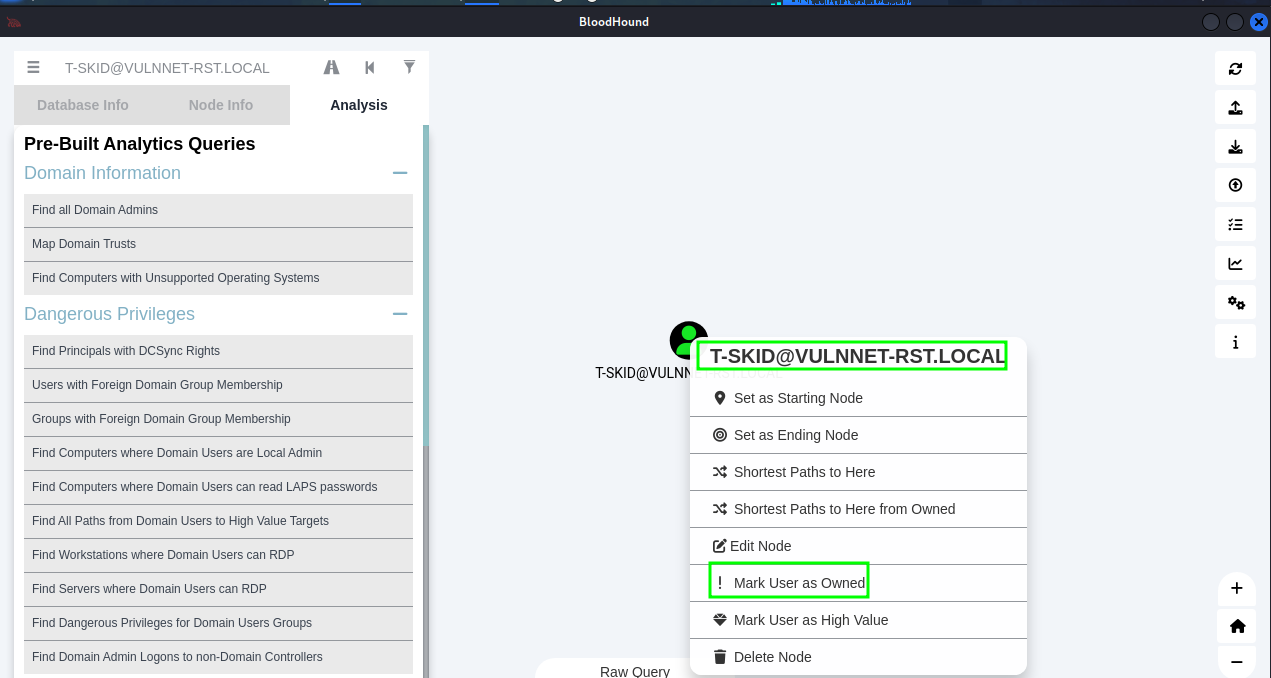 BloodHound
T-SKID@VULNNET-RST.LOCAL
Database Info
Node Info
Analysis
Pre-Built Analytics Queries
Domain Information
Find all Domain Admins
Map Domain Trusts
Find Computers with Unsupported Operating Systems
Dangerous Privileges
Find Principals with DCSync Rights
Users with Foreign Domain Group Membership
Groups with Foreign Domain Group Membership
Find Computers where Domain Users are Local Admin
Find Computers where Domain Users can read LAPS passwords
Find All Paths from Domain Users to High Value Targets
Find Workstations where Domain Users can RDP
Find Servers where Domain Users can RDP
Find Dangerous Privileges for Domain Users Groups
Find Domain Admin Logons to non-Domain Controllers
T-SKID@VULNN
T-SKID@VULNNET-RST.LOCAL
Set as Starting Node
Set as Ending Node
Shortest Paths to Here
Shortest Paths to Here from Owned
Edit Node
! Mark User as Owned
Mark User as High Value
Delete Node
Raw Query